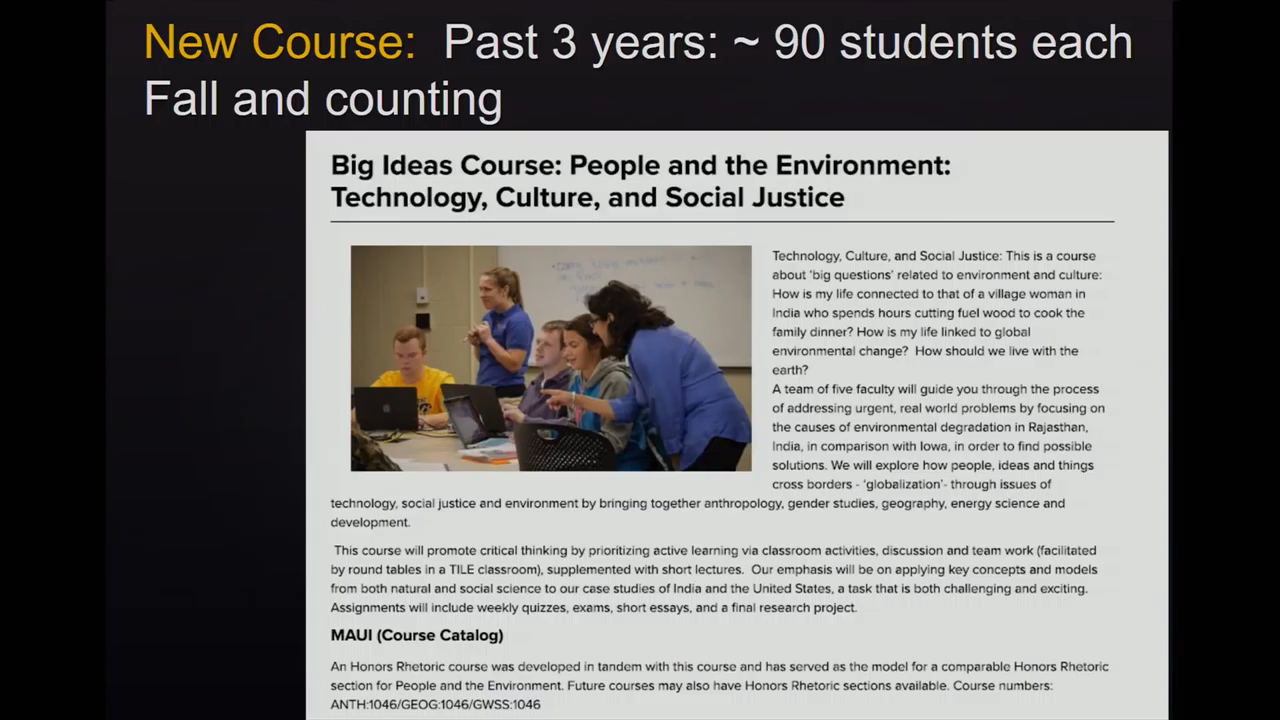 New Course: Past 3 years: ~ 90 students each
Fall and counting
Big Ideas Course: People and the Environment:
Technology, Culture, and Social Justice
Technology, Culture, and Social Justice: This is a course
about 'big questions' related to environment and culture:
How is my life connected to that of a village woman in
India who spends hours cutting fuel wood to cook the
family dinner? How is my life linked to global
environmental change? How should we live with the
earth?
A team of five faculty will guide you through the process
of addressing urgent, real world problems by focusing on
the causes of environmental degradation in Rajasthan,
India, in comparison with Iowa, in order to find possible
solutions. We will explore how people, ideas and things
cross borders - 'globalization'- through issues of
technology, social justice and environment by bringing together anthropology, gender studies, geography, energy science and
development.
This course will promote critical thinking by prioritizing active learning via classroom activities, discussion and team work (facilitated
by round tables in a TILE classroom), supplemented with short lectures. Our emphasis will be on applying key concepts and models
from both natural and social science to our case studies of India and the United States, a task that is both challenging and exciting.
Assignments will include weekly quizzes, exams, short essays, and a final research project.
MAUI (Course Catalog)
An Honors Rhetoric course was developed in tandem with this course and has served as the model for a comparable Honors Rhetoric
section for People and the Environment. Future courses may also have Honors Rhetoric sections available. Course numbers:
ANTH:1046/GEOG:1046/GWSS:1046